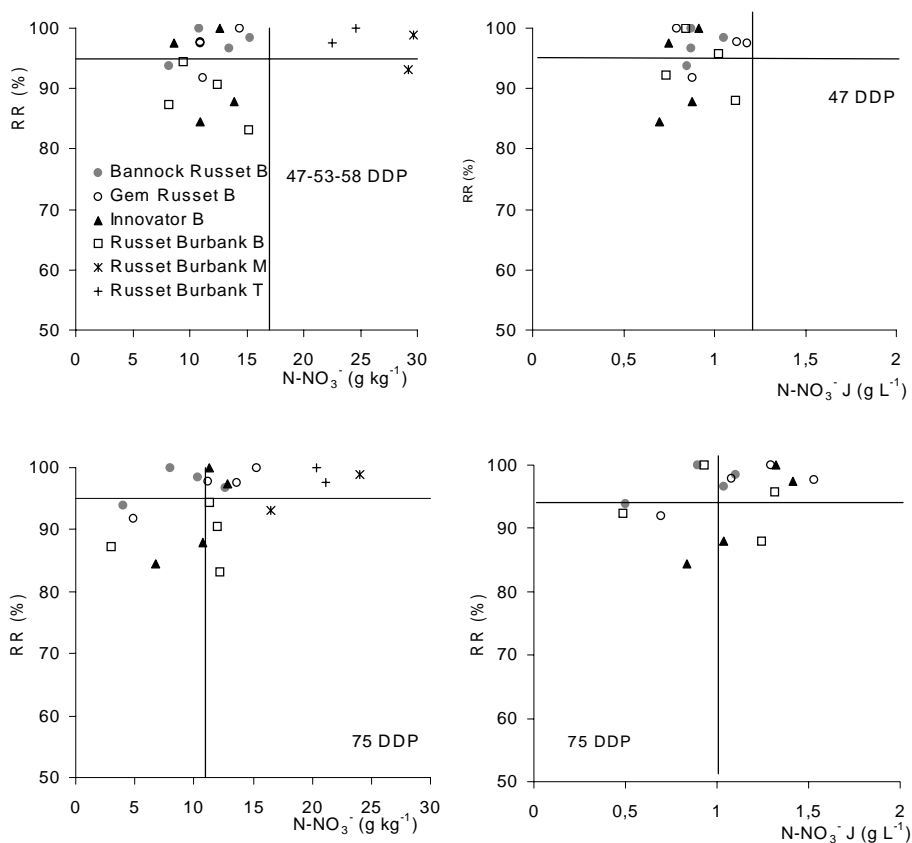 RR (%)
100
90
80
70
60
50
Bannock Russet B
Gem Russet B
Innovator B
Russet Burbank B
Russet Burbank M
Russet Burbank T
47-53-58 DDP
0 5 10 15 20 25 30
N-NO₃⁻ (g kg⁻¹)
RR (%)
100
90
80
70
60
50
47 DDP
0 0,5 1 1,5 2
N-NO₃⁻ J (g L⁻¹)
RR (%)
100
90
80
70
60
50
75 DDP
0 5 10 15 20 25 30
N-NO₃⁻ (g kg⁻¹)
RR (%)
100
90
80
70
60
50
75 DDP
0 0,5 1 1,5 2
N-NO₃⁻ J (g L⁻¹)